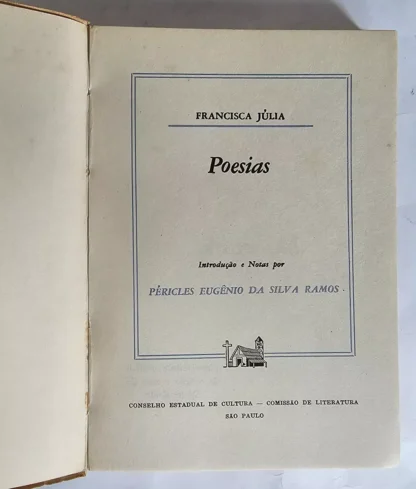 FRANCISCA JÚLIA
Poesias
Introdução e Notas por
PÉRICLES EUGÊNIO DA SILVA RAMOS
CONSELHO ESTADUAL DE CULTURA — COMISSÃO DE LITERATURA
SÃO PAULO